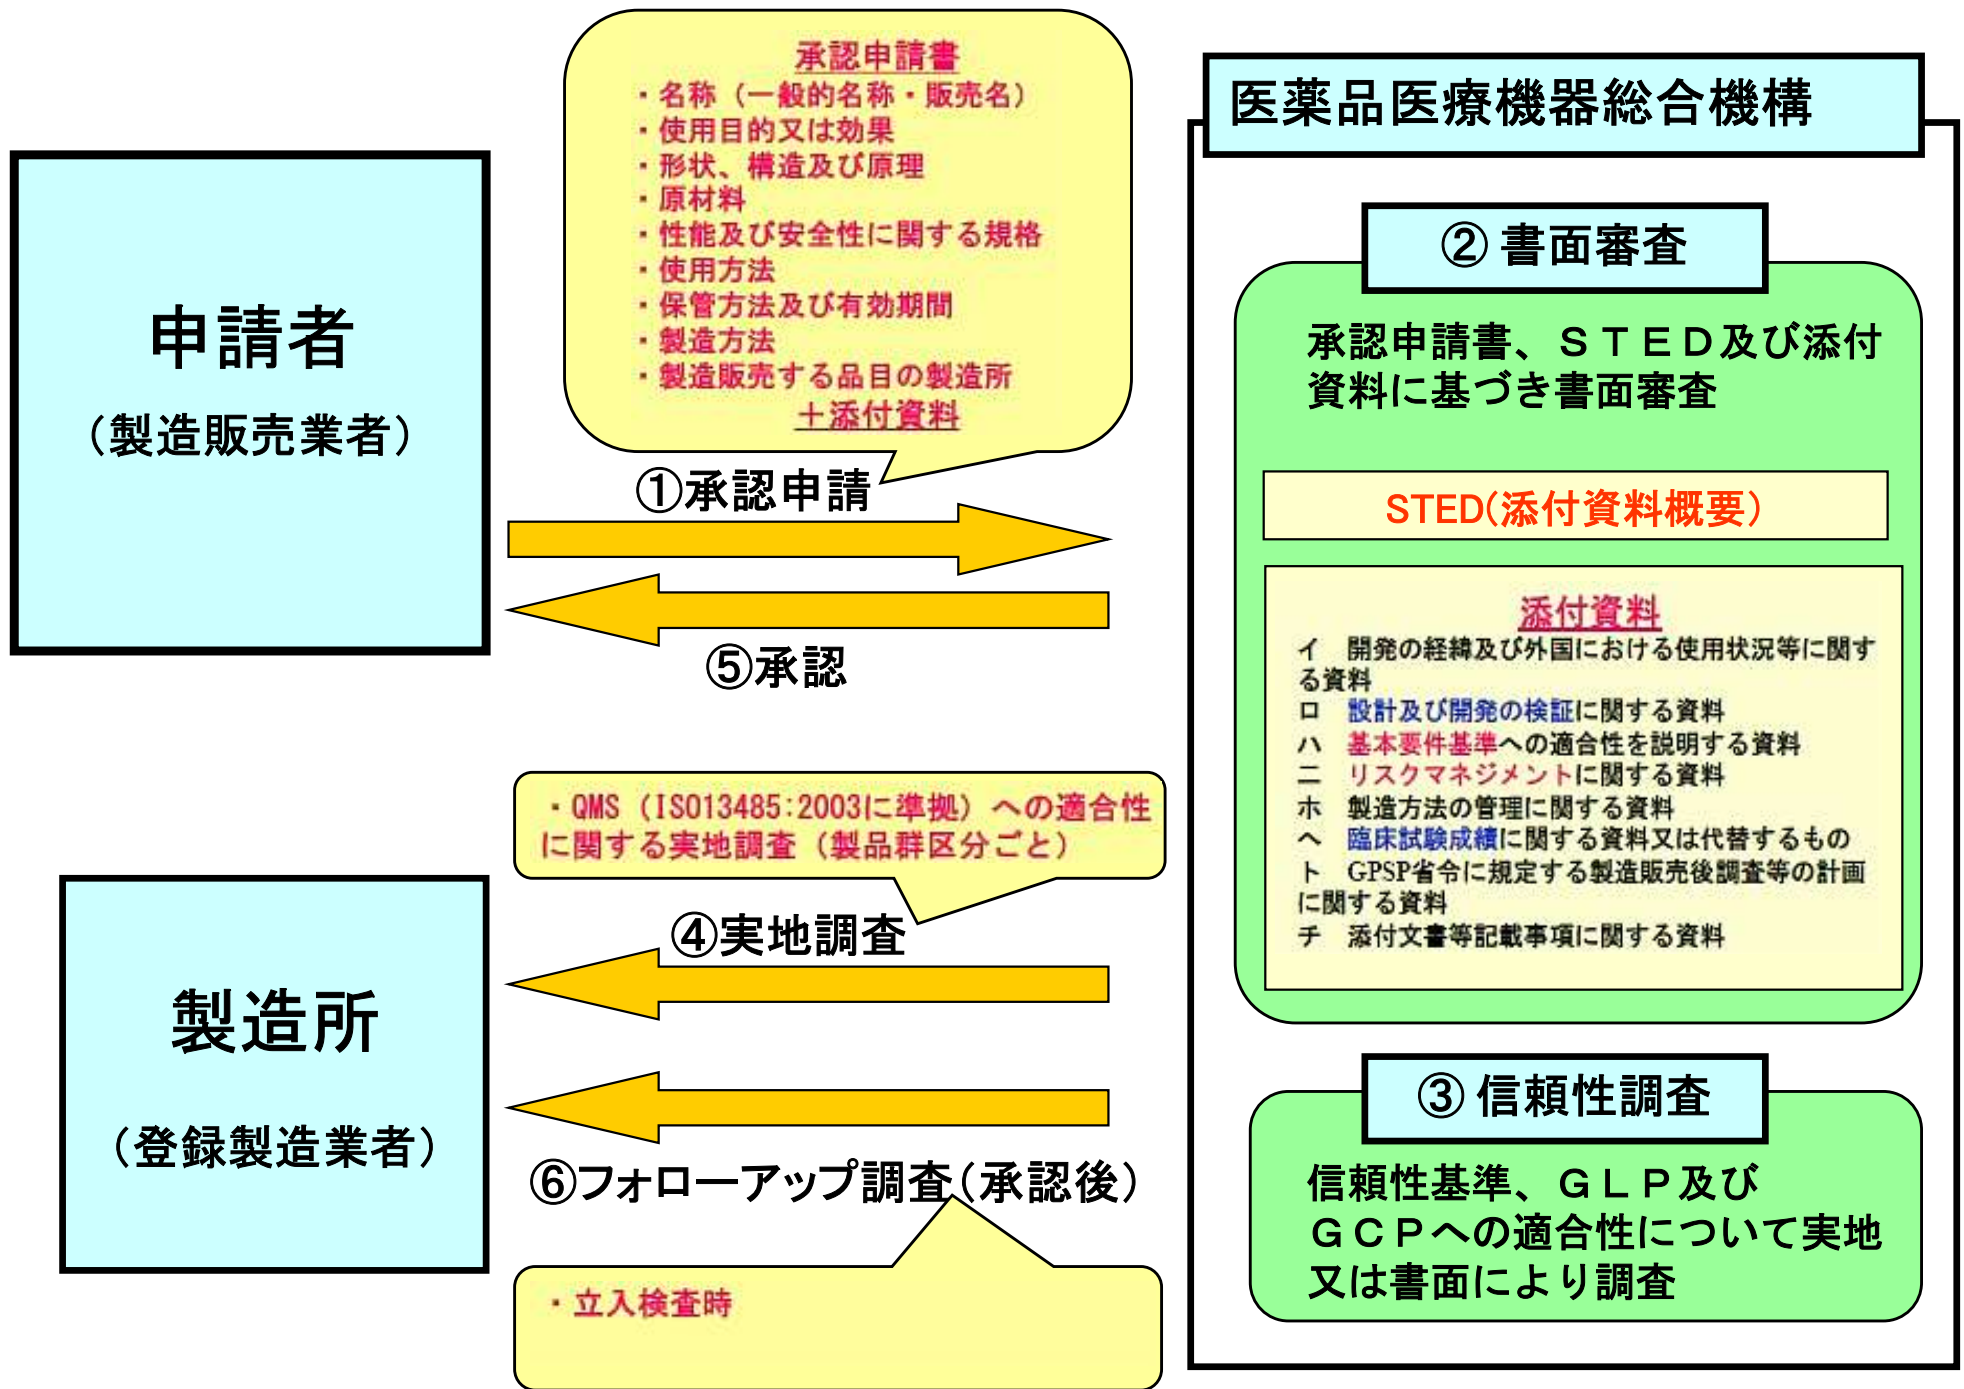 承認申請書
・名称（一般的名称・販売名）
・使用目的又は効果
・形状、構造及び原理
・原材料
・性能及び安全性に関する規格
・使用方法
・保管方法及び有効期間
・製造方法
・製造販売する品目の製造所
＋添付資料
申請者
（製造販売業者）
①承認申請
⑤承認
・QMS（ISO13485:2003に準拠）への適合性
に関する実地調査（製品群区分ごと）
④実地調査
製造所
（登録製造業者）
⑥フォローアップ調査（承認後）
・立入検査時
医薬品医療機器総合機構
②書面審査
承認申請書、ＳＴＥＤ及び添付
資料に基づき書面審査
STED(添付資料概要）
添付資料
イ　開発の経緯及び外国における使用状況等に関す
る資料
ロ　設計及び開発の検証に関する資料
ハ　基本要件基準への適合性を説明する資料
ニ　リスクマネジメントに関する資料
ホ　製造方法の管理に関する資料
ヘ　臨床試験成績に関する資料又は代替するもの
ト　GPSP省令に規定する製造販売後調査等の計画
に関する資料
チ　添付文書等記載事項に関する資料
③信頼性調査
信頼性基準、ＧＬＰ及び
ＧＣＰへの適合性について実地
又は書面により調査